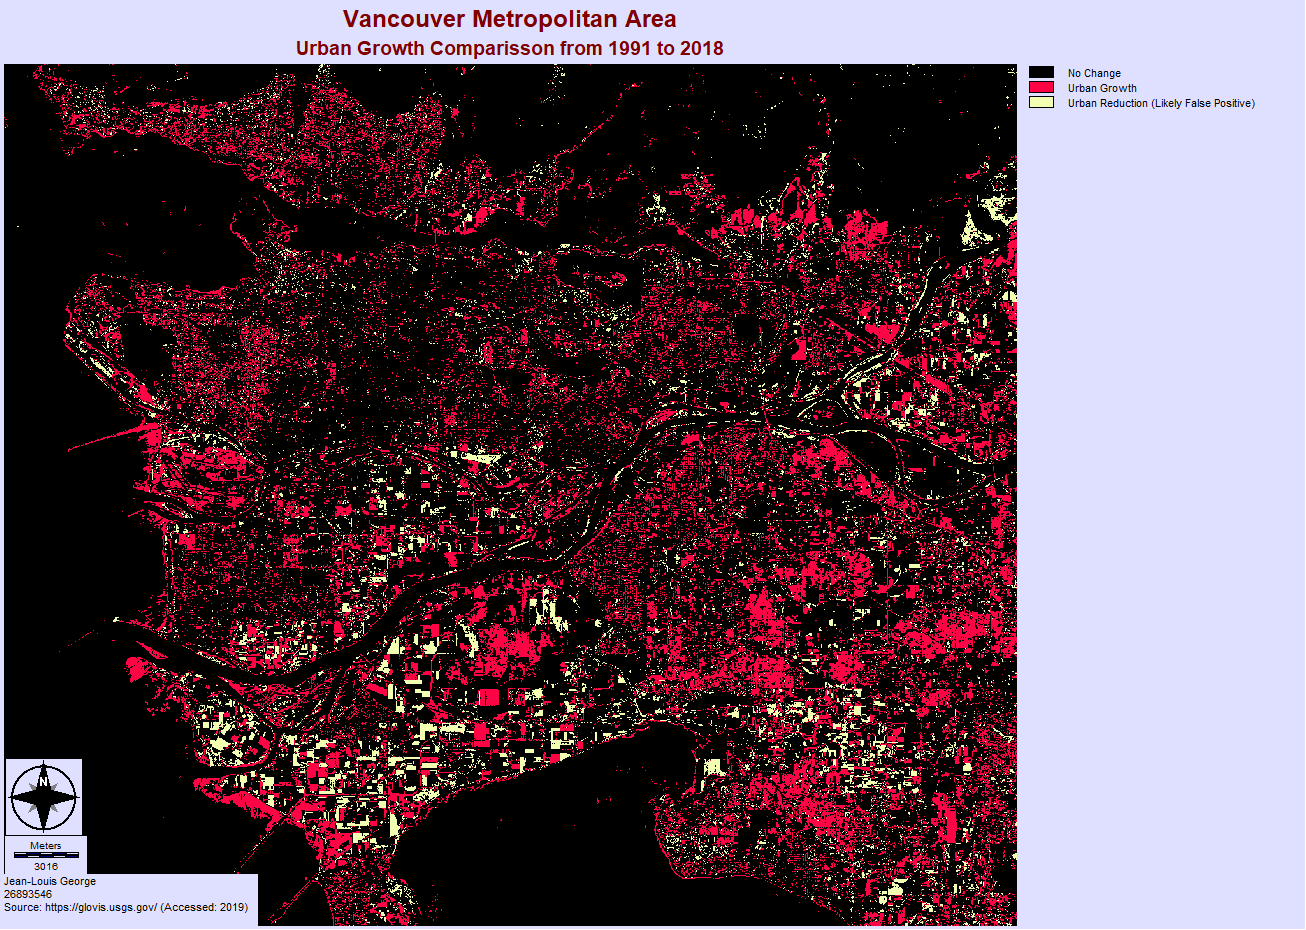 Vancouver Metropolitan Area
Urban Growth Comparisson from 1991 to 2018
No Change
Urban Growth
Urban Reduction (Likely False Positive)
N
Meters
3016
Jean-Louis George
26893546
Source: https://glovis.usgs.gov/ (Accessed: 2019)